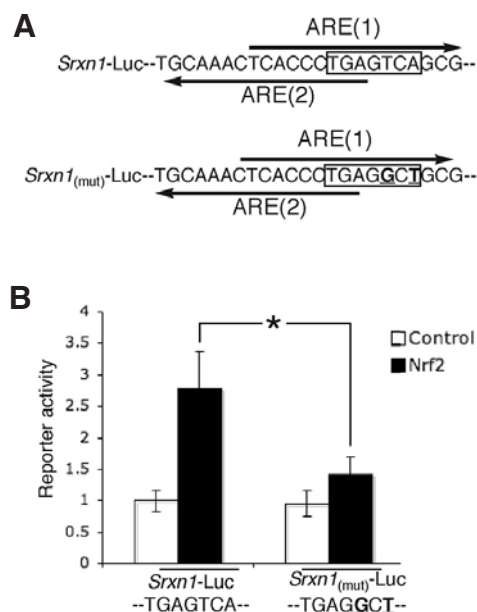 A
ARE(1)
Srxn1-Luc--TGCAAACTCACCCTGAGTCAGCG--
ARE(2)
ARE(1)
Srxn1(mut)-Luc--TGCAAACTCACCCTGAGGCTGCG--
ARE(2)
B
4
3.5
3
2.5
2
1.5
1
0.5
0
Reporter activity
*
Control
Nrf2
Srxn1-Luc
--TGAGTCA--
Srxn1(mut)-Luc
--TGAGGCT--